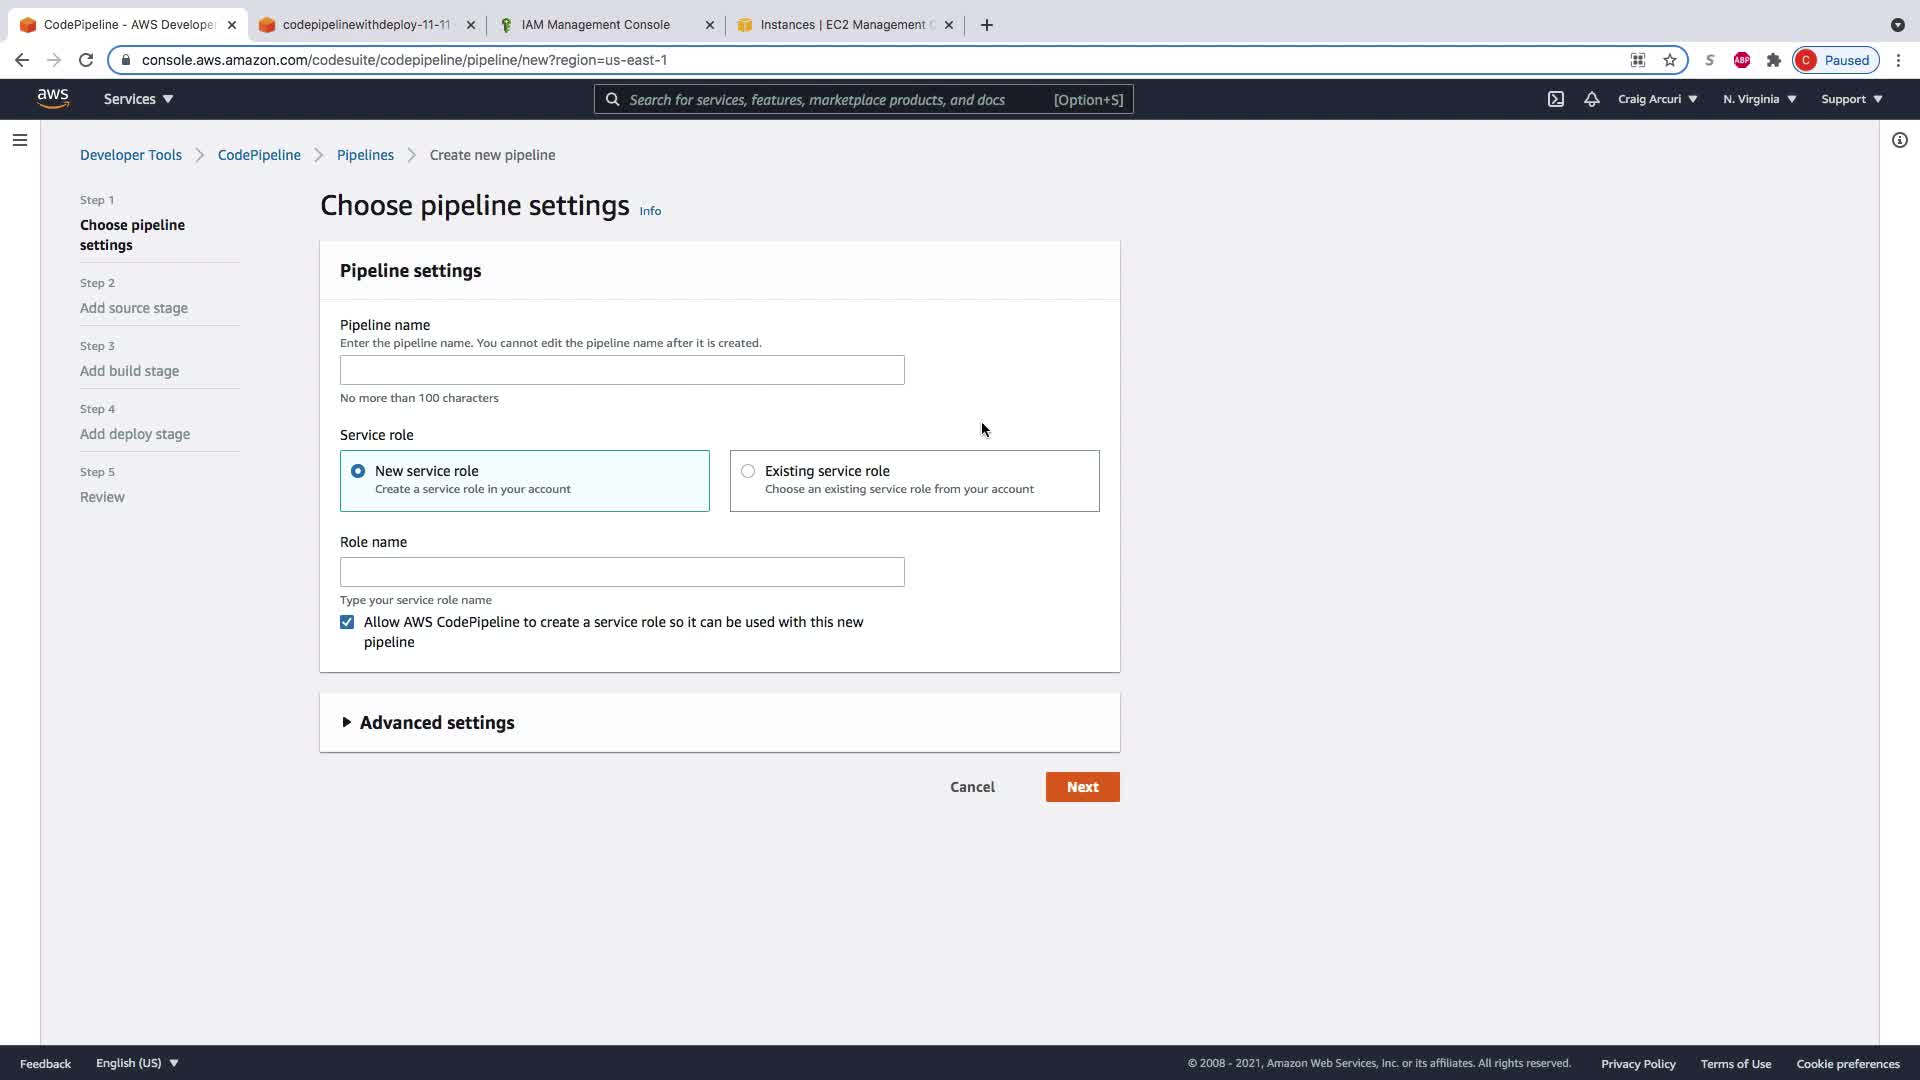 CodePipeline - AWS Develope
codepipelinewithdeploy-11-11
IAM Management Console
Instances | EC2 Management C
console.aws.amazon.com/codesuite/codepipeline/pipeline/new?region=us-east-1
S
ABP
C
Paused
aws
Services
Search for services, features, marketplace products, and docs
[Option+S]
Craig Arcuri
N. Virginia
Support
Developer Tools
CodePipeline
Pipelines
Create new pipeline
Step 1
Choose pipeline
settings
Step 2
Add source stage
Step 3
Add build stage
Step 4
Add deploy stage
Step 5
Review
Choose pipeline settings Info
Pipeline settings
Pipeline name
Enter the pipeline name. You cannot edit the pipeline name after it is created.
No more than 100 characters
Service role
New service role
Create a service role in your account
Existing service role
Choose an existing service role from your account
Role name
Type your service role name
Allow AWS CodePipeline to create a service role so it can be used with this new
pipeline
Advanced settings
Cancel
Next
Feedback
English (US)
© 2008 - 2021, Amazon Web Services, Inc. or its affiliates. All rights reserved.
Privacy Policy
Terms of Use
Cookie preferences